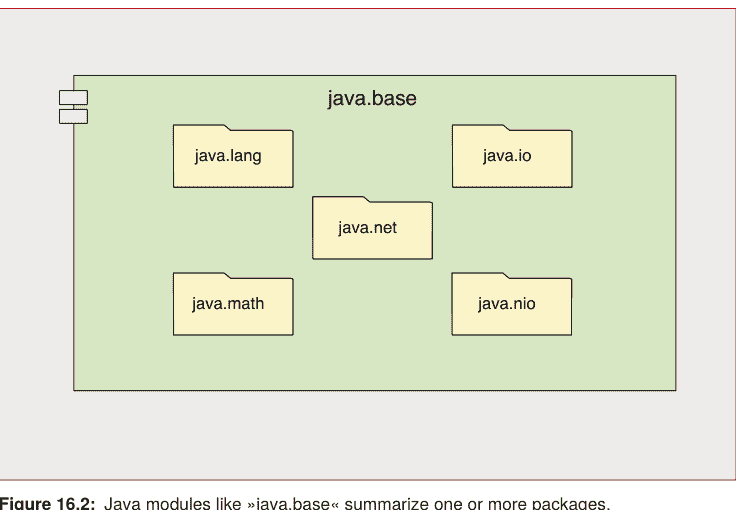 java.base
java.lang
java.io
java.net
java.math
java.nio
Figure 16.2: Java modules like »java.base« summarize one or more packages.